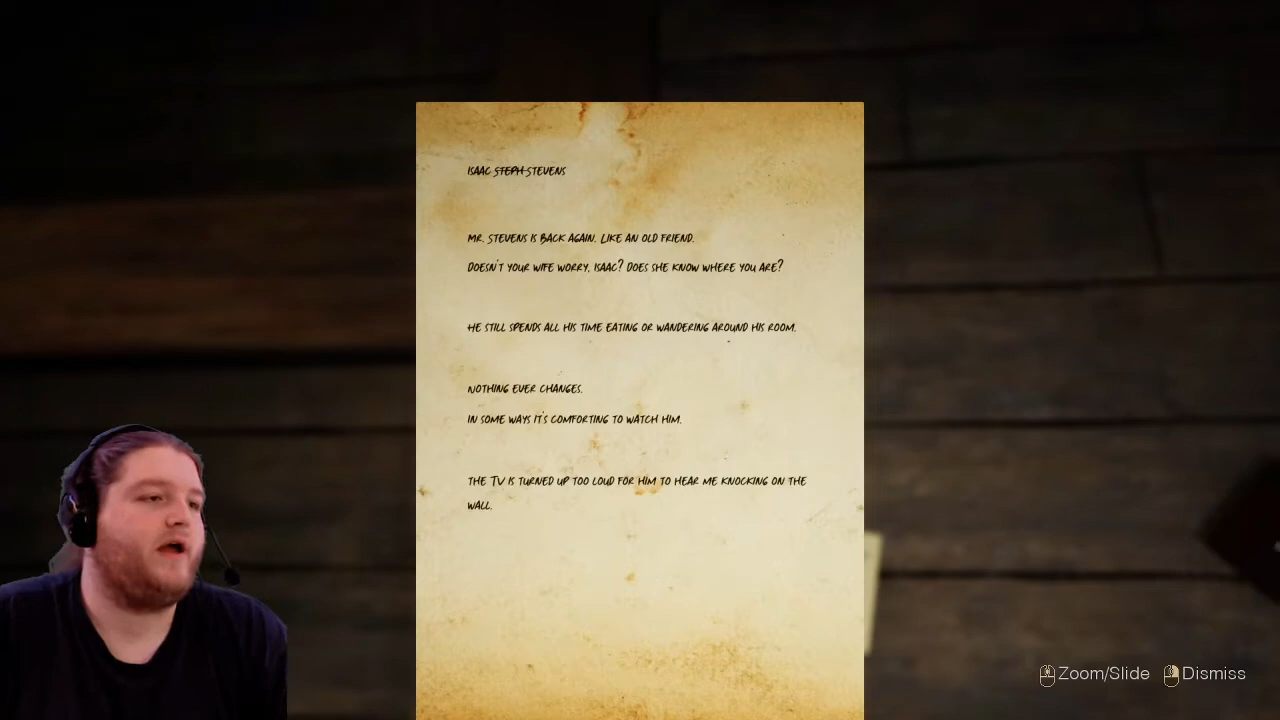 ISAAC STEPH STEVENS
MR. STEVENS IS BACK AGAIN. LIKE AN OLD FRIEND.
DOESN'T YOUR WIFE WORRY, ISAAC? DOES SHE KNOW WHERE YOU ARE?
HE STILL SPENDS ALL HIS TIME EATING OR WANDERING AROUND HIS ROOM.
NOTHING EVER CHANGES.
IN SOME WAYS IT'S COMFORTING TO WATCH HIM.
THE TV IS TURNED UP TOO LOUD FOR HIM TO HEAR ME KNOCKING ON THE
WALL.
Zoom/Slide Dismiss